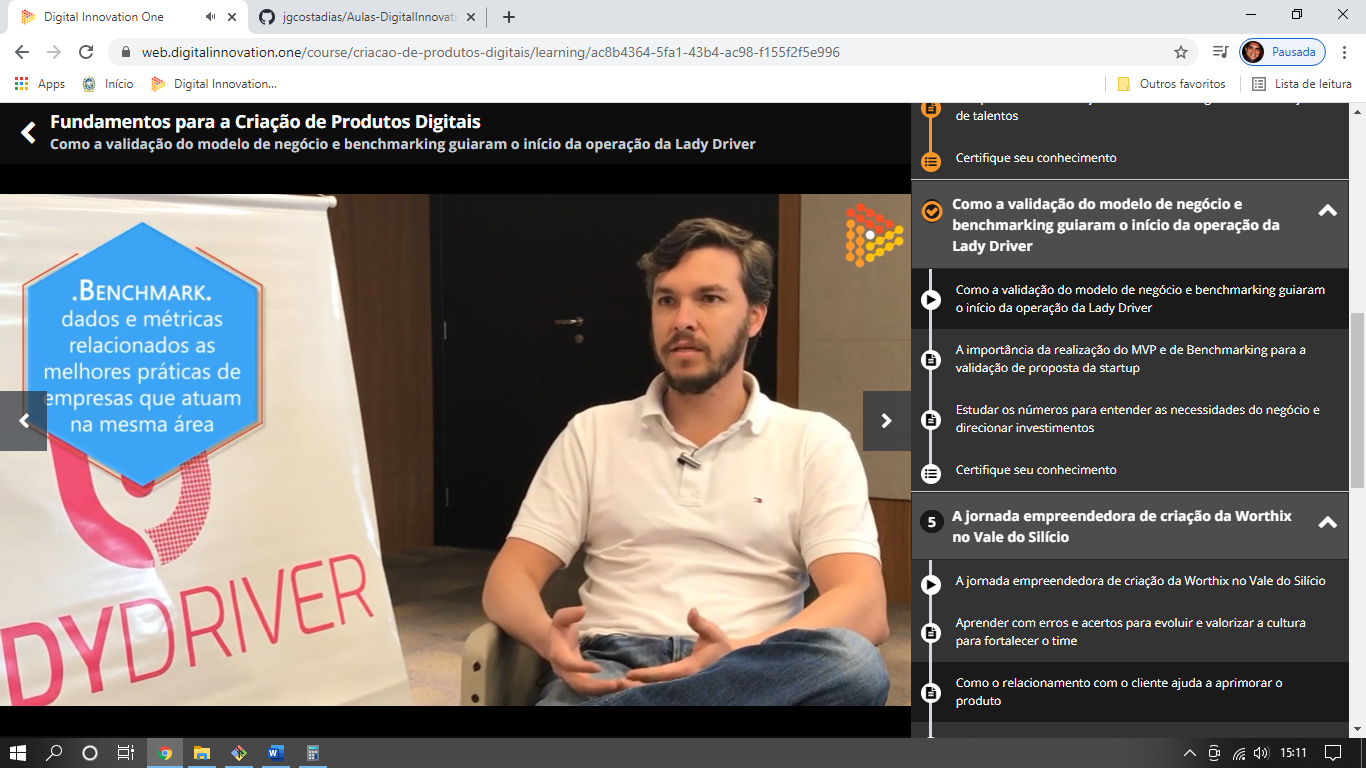 Digital Innovation One
jgcostadias/Aulas-DigitalInnovati
web.digitalinnovation.one/course/criacao-de-produtos-digitais/learning/ac8b4364-5fa1-43b4-ac98-f155f2f5e996
Pausada
Apps
Início
Digital Innovation...
Outros favoritos
Lista de leitura
Fundamentos para a Criação de Produtos Digitais
Como a validação do modelo de negócio e benchmarking guiaram o início da operação da Lady Driver
.BENCHMARK.
dados e métricas
relacionados as
melhores práticas de
empresas que atuam
na mesma área
DYDRIVER
de talentos
Certifique seu conhecimento
Como a validação do modelo de negócio e
benchmarking guiaram o início da operação da
Lady Driver
Como a validação do modelo de negócio e benchmarking guiaram
o início da operação da Lady Driver
A importância da realização do MVP e de Benchmarking para a
validação de proposta da startup
Estudar os números para entender as necessidades do negócio e
direcionar investimentos
Certifique seu conhecimento
5
A jornada empreendedora de criação da Worthix
no Vale do Silício
A jornada empreendedora de criação da Worthix no Vale do Silício
Aprender com erros e acertos para evoluir e valorizar a cultura
para fortalecer o time
Como o relacionamento com o cliente ajuda a aprimorar o
produto
15:11